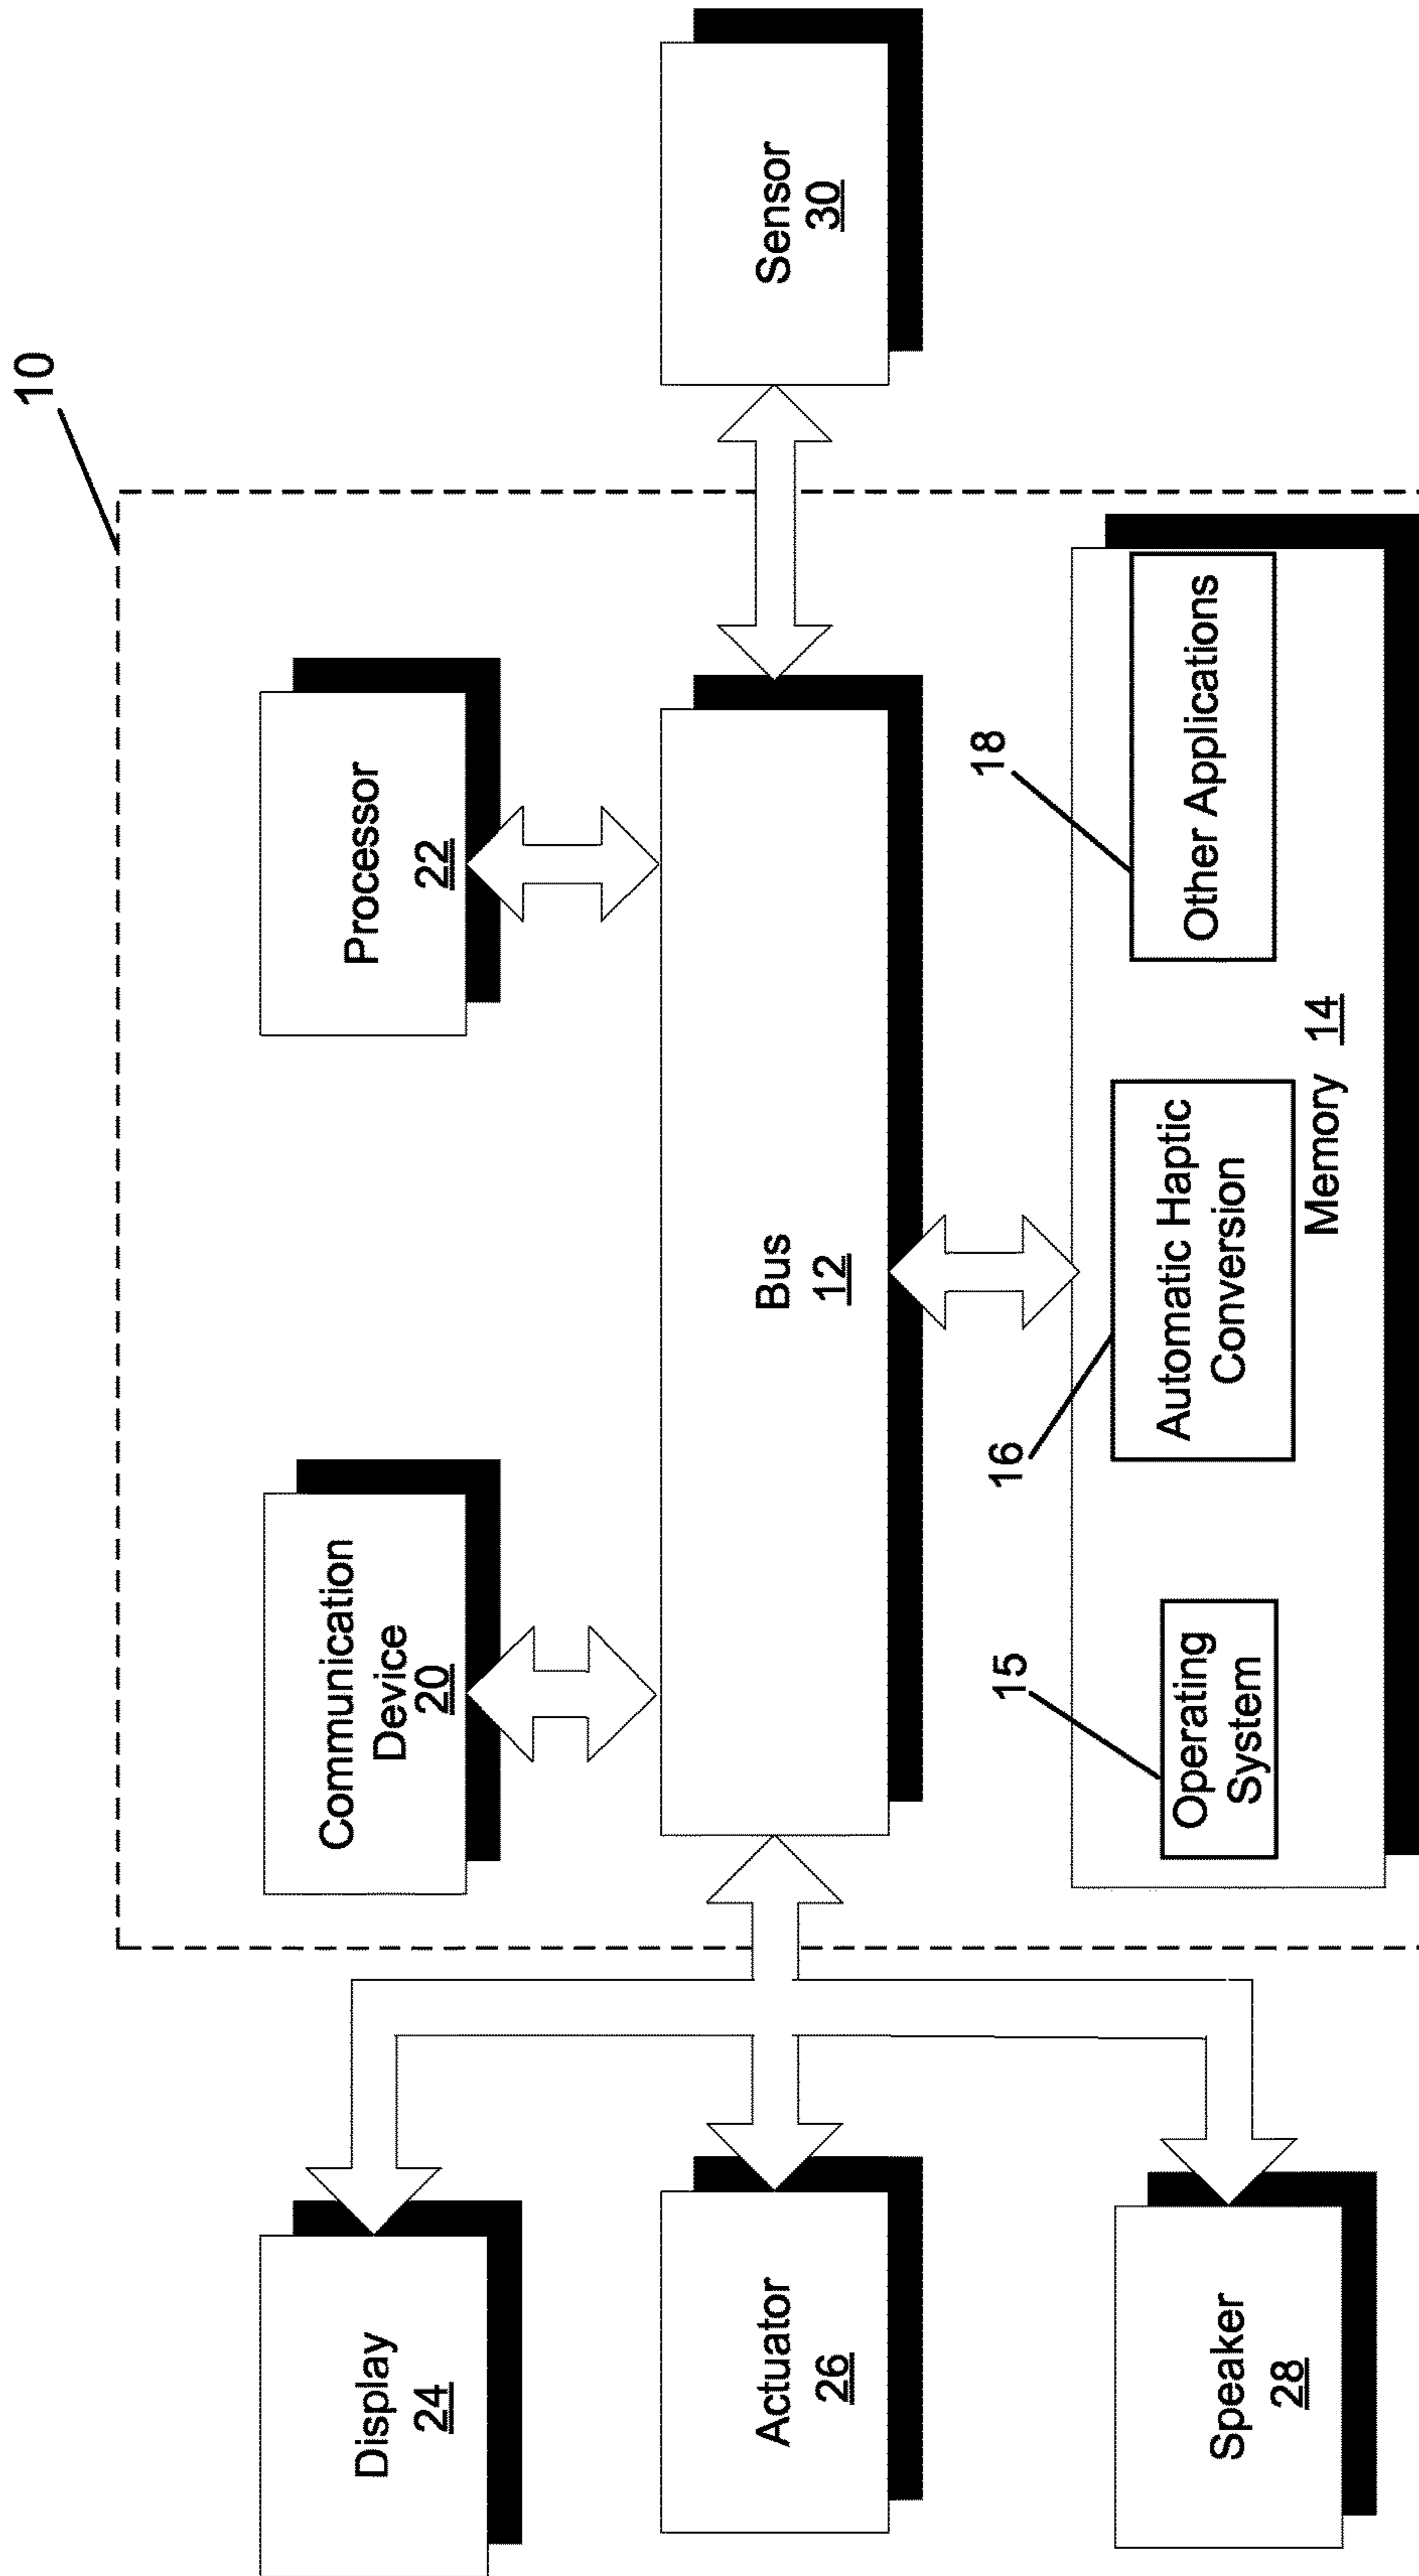 10
Communication
Device
20
Processor
22
Display
24
Bus
12
Actuator
26
Sensor
30
15
16
18
Operating
System
Automatic Haptic
Conversion
Other Applications
Memory 14
Speaker
28